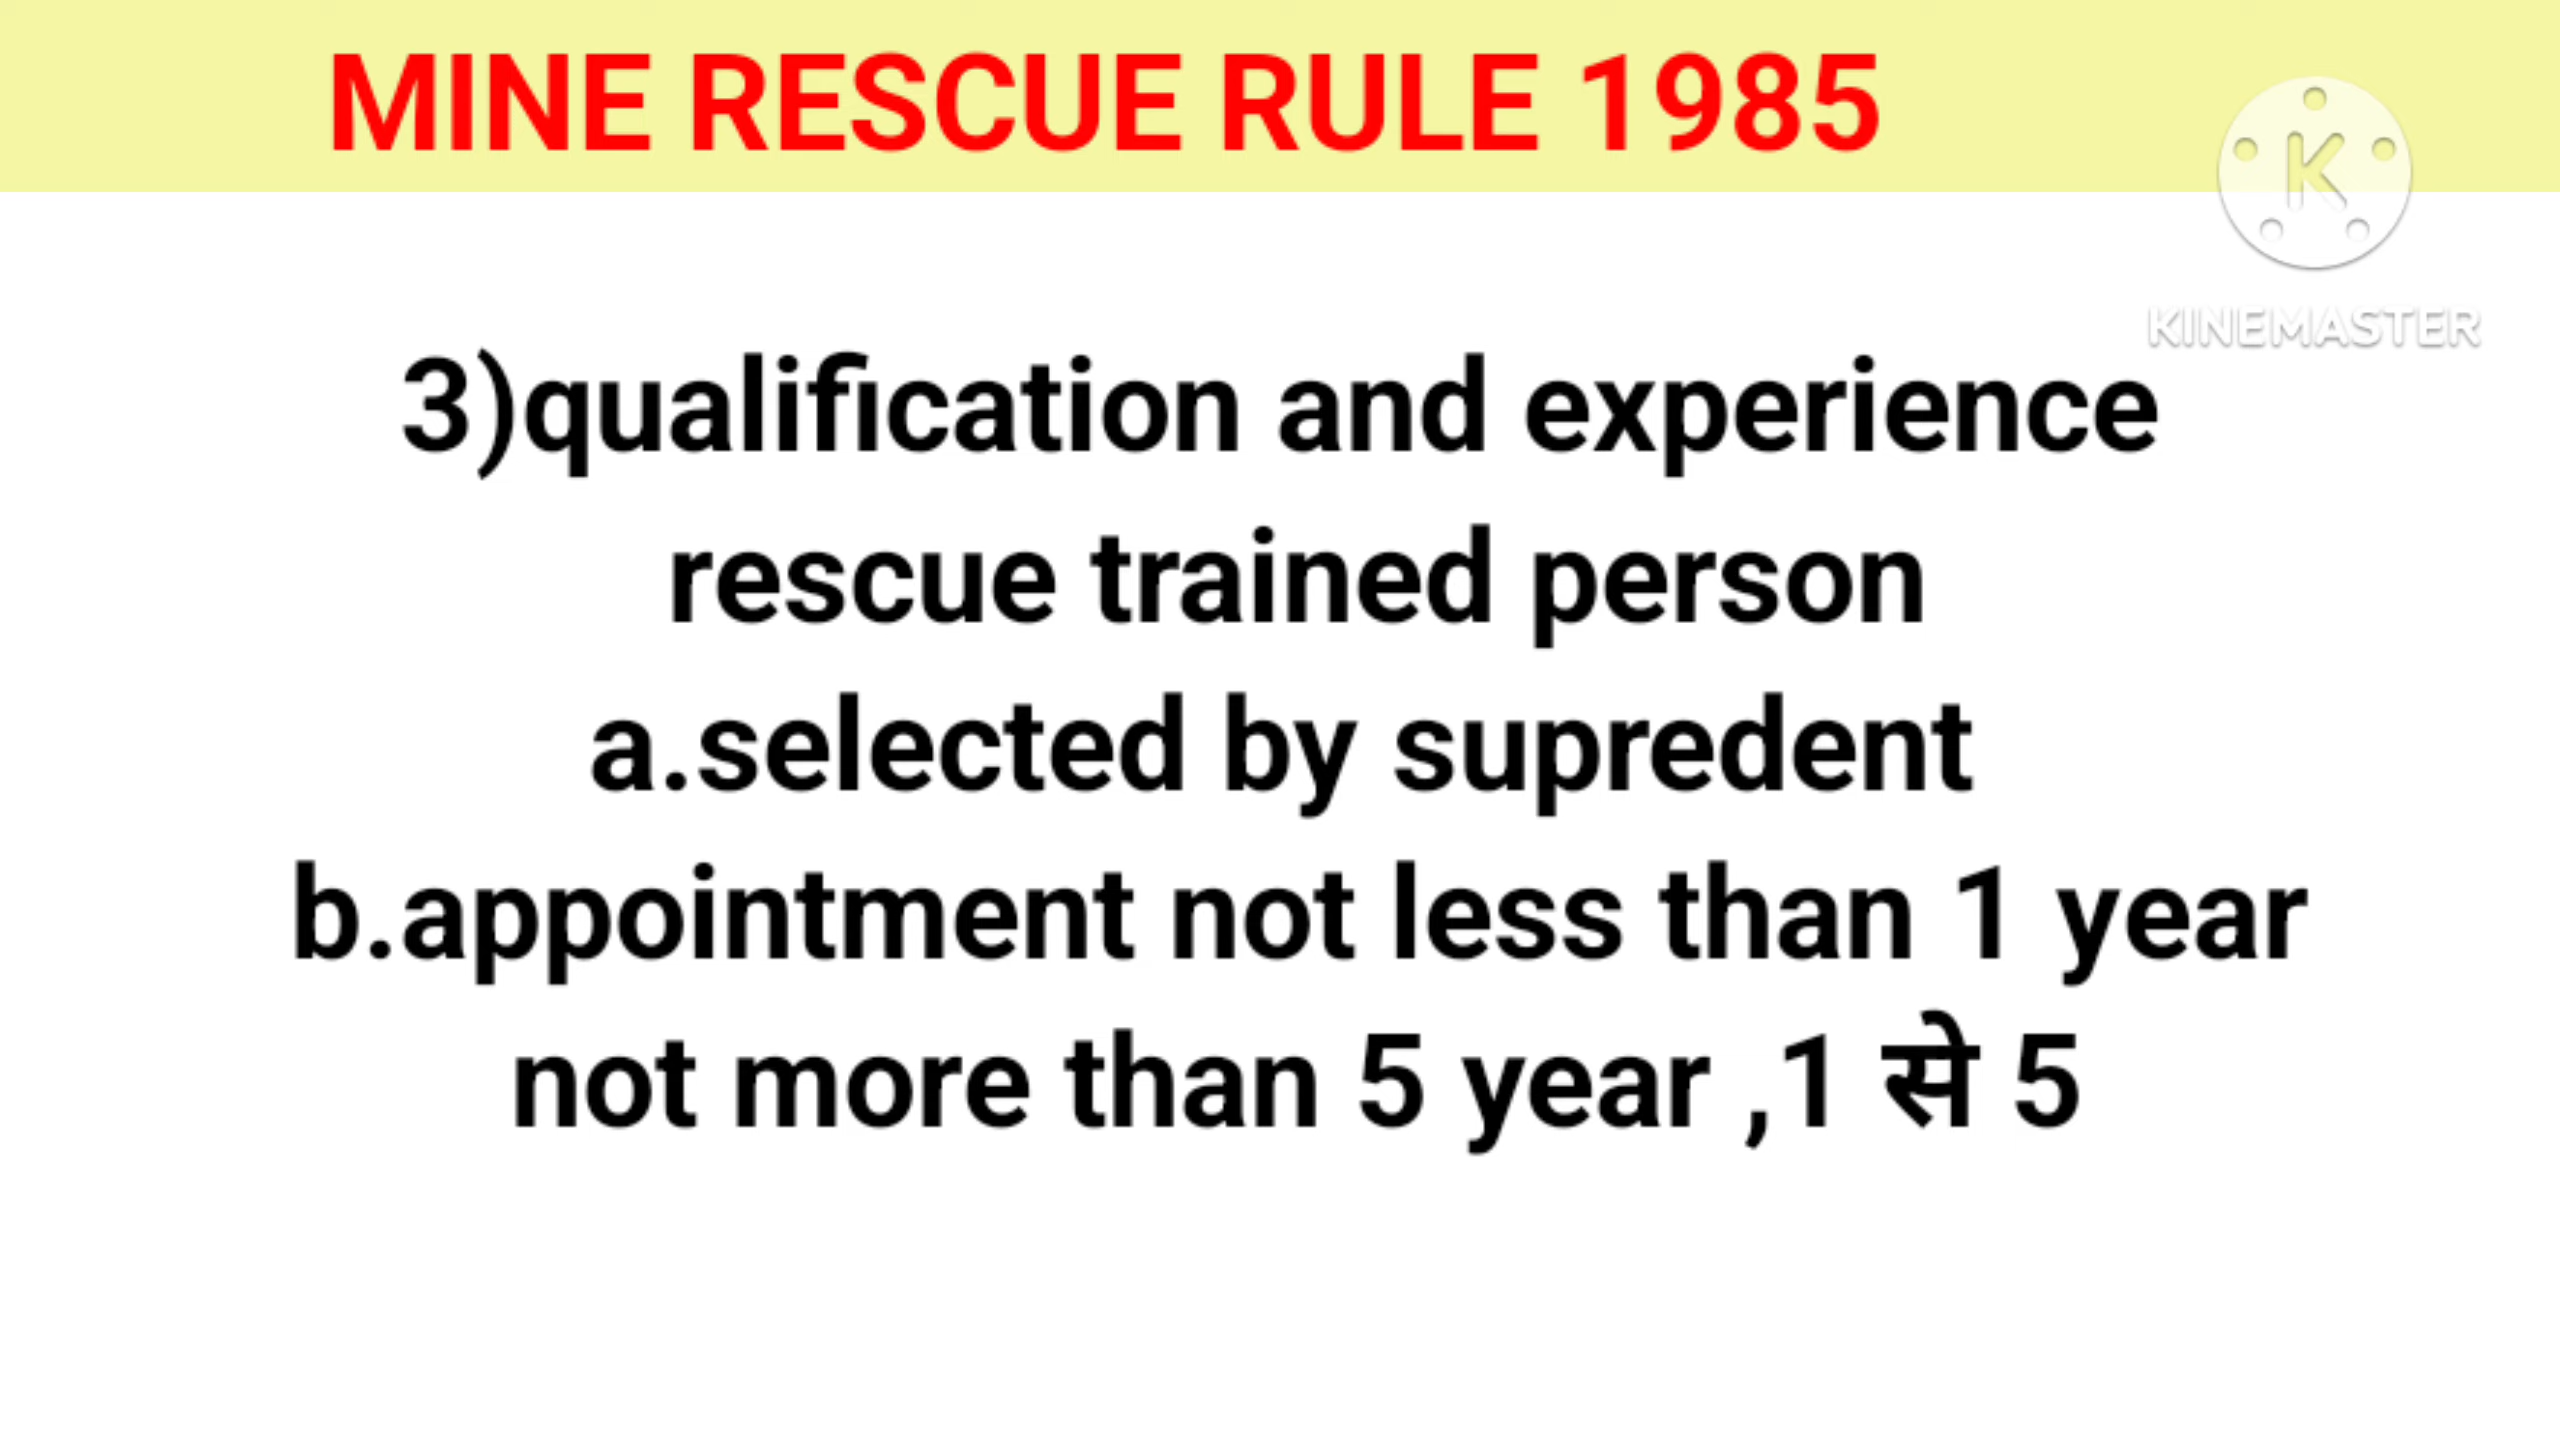 MINE RESCUE RULE 1985
K
KINEMASTER
3)qualification and experience
rescue trained person
a.selected by supredent
b.appointment not less than 1 year
not more than 5 year ,1 से 5